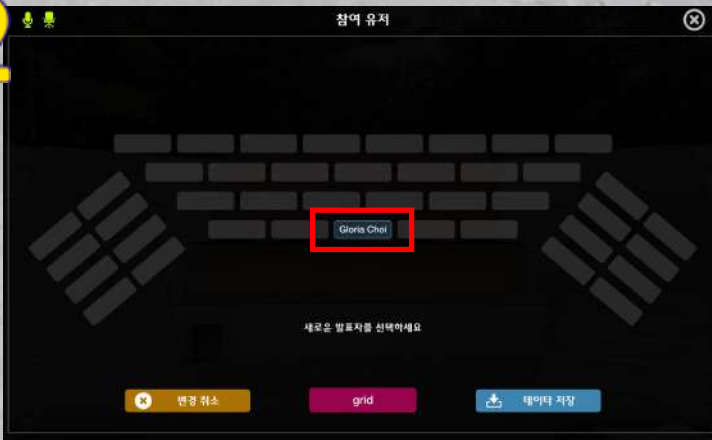 참여 유저
Gloria Choi
새로운 발표자를 선택하세요
변경 취소
grid
데이타 저장